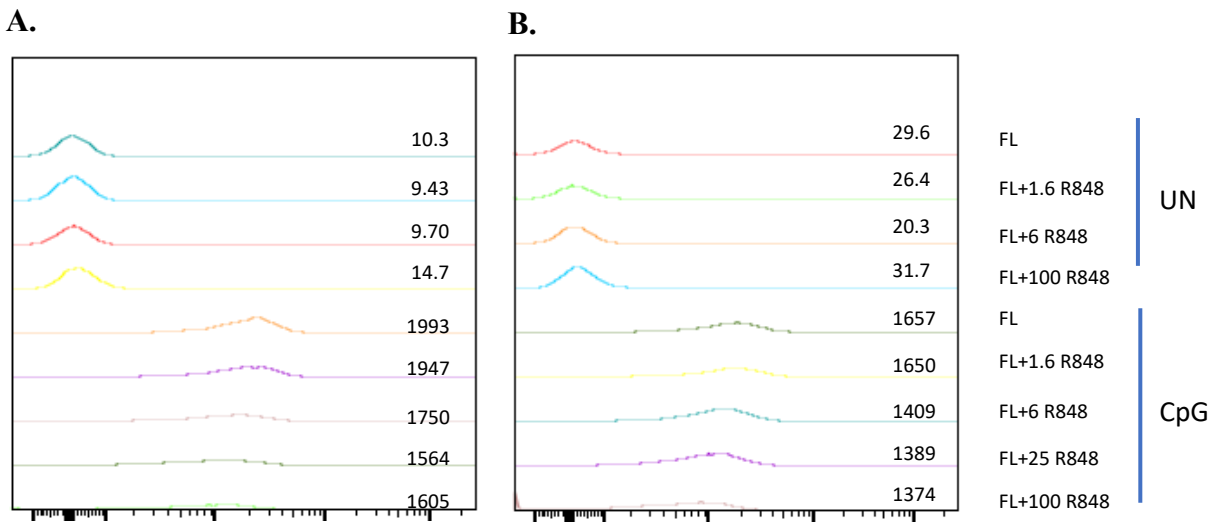 A.
B.
10.3
29.6
FL
9.43
26.4
FL+1.6 R848
UN
9.70
20.3
FL+6 R848
14.7
31.7
FL+100 R848
1993
1657
FL
1947
1650
FL+1.6 R848
1750
1409
FL+6 R848
CpG
1564
1389
FL+25 R848
1605
1374
FL+100 R848